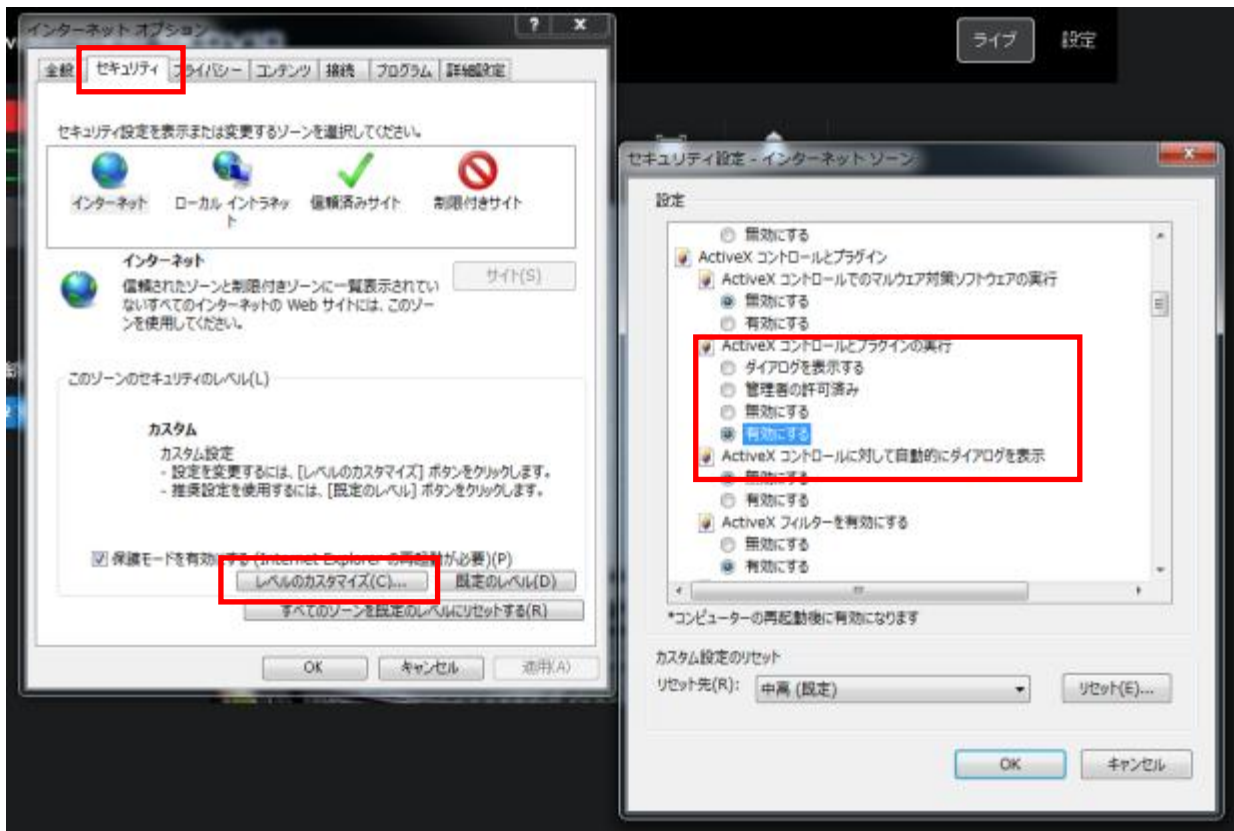 インターネット オプション
ライブ
設定
全般
セキュリティ
プライバシー
コンテンツ
接続
プログラム
詳細設定
セキュリティ設定を表示または変更するゾーンを選択してください。
インターネット
ローカル イントラネッ
ト
信頼済みサイト
制限付きサイト
インターネット
サイト(S)
信頼されたゾーンと制限付きゾーンに一覧表示されてい
ないすべてのインターネットの Web サイトには、このゾー
ンを使用してください。
このゾーンのセキュリティのレベル(L)
カスタム
カスタム設定
- 設定を変更するには、[レベルのカスタマイズ] ボタンをクリックします。
- 推奨設定を使用するには、[既定のレベル] ボタンをクリックします。
保護モードを有効にする (Internet Explorer の再起動が必要)(P)
レベルのカスタマイズ(C)...
既定のレベル(D)
すべてのゾーンを既定のレベルにリセットする(R)
OK
キャンセル
適用(A)
セキュリティ設定 - インターネット ゾーン
設定
無効にする
ActiveX コントロールとプラグイン
ActiveX コントロールでのマルウェア対策ソフトウェアの実行
無効にする
有効にする
ActiveX コントロールとプラグインの実行
ダイアログを表示する
管理者の許可済み
無効にする
有効にする
ActiveX コントロールに対して自動的にダイアログを表示
無効にする
有効にする
ActiveX フィルターを有効にする
無効にする
有効にする
*コンピューターの再起動後に有効になります
カスタム設定のリセット
リセット先(R):
中高 (既定)
リセット(E)...
OK
キャンセル